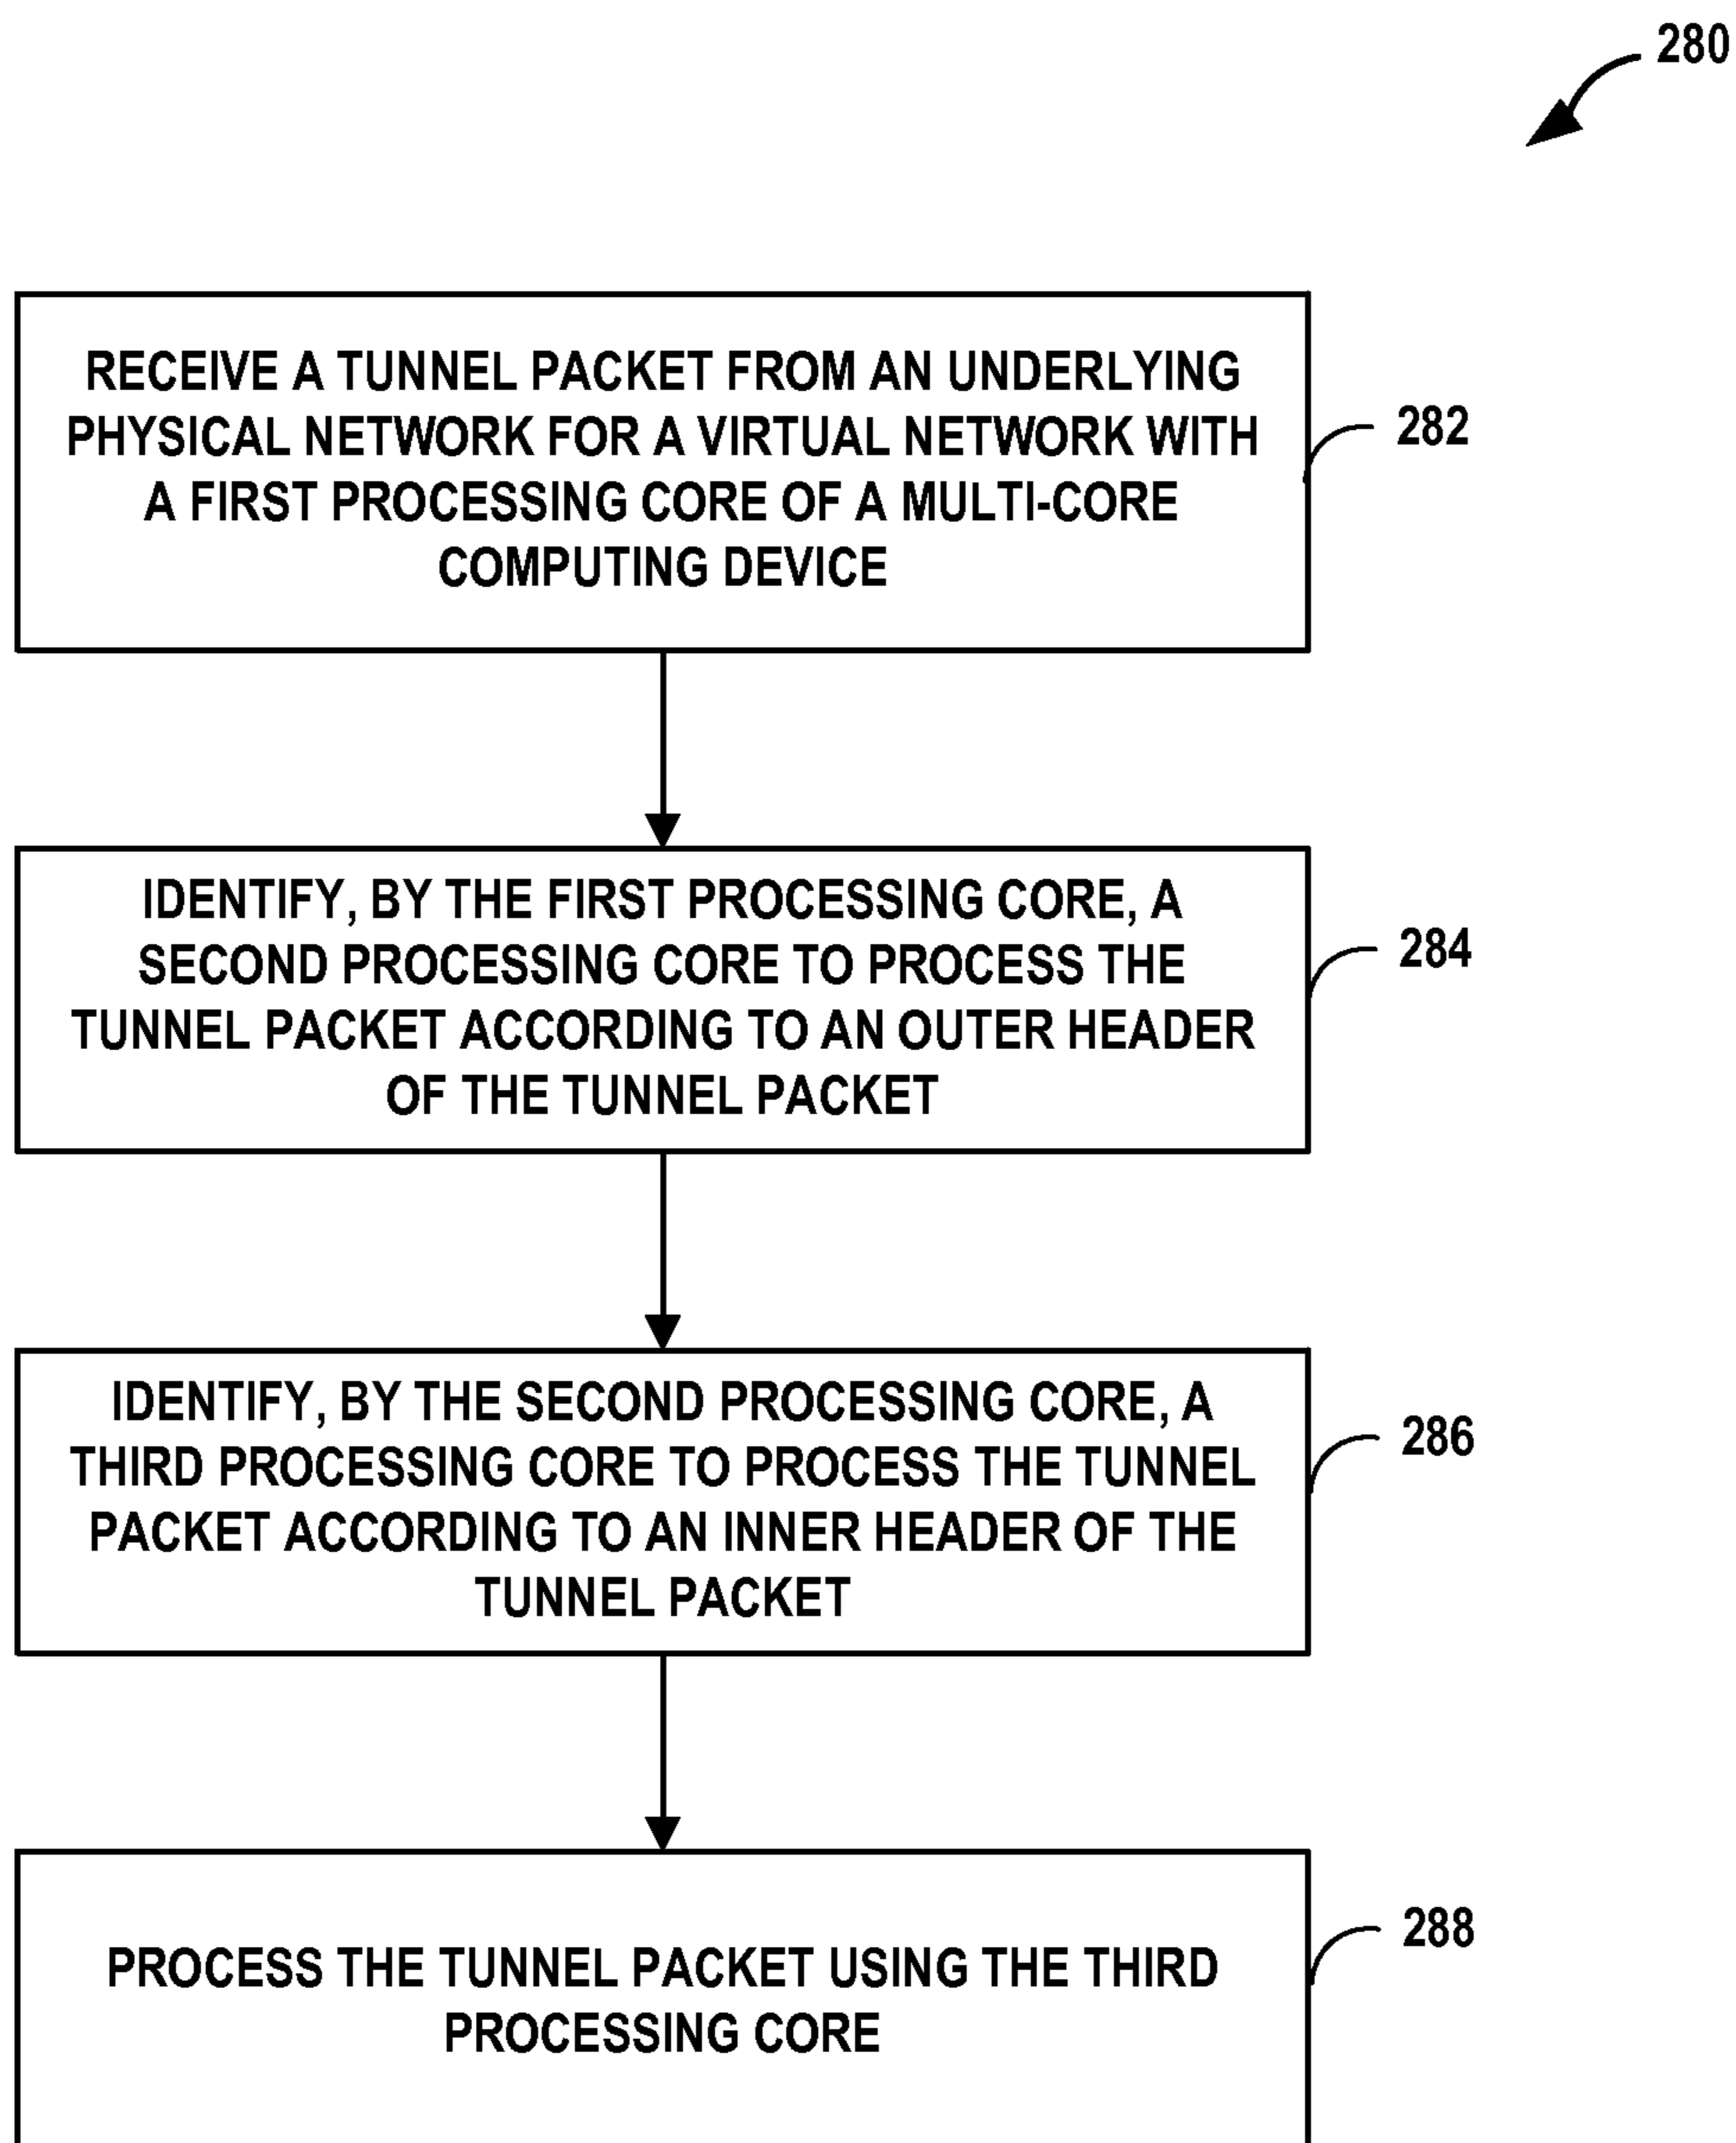 280
RECEIVE A TUNNEL PACKET FROM AN UNDERLYING
PHYSICAL NETWORK FOR A VIRTUAL NETWORK WITH
A FIRST PROCESSING CORE OF A MULTI-CORE
COMPUTING DEVICE
282
IDENTIFY, BY THE FIRST PROCESSING CORE, A
SECOND PROCESSING CORE TO PROCESS THE
TUNNEL PACKET ACCORDING TO AN OUTER HEADER
OF THE TUNNEL PACKET
284
IDENTIFY, BY THE SECOND PROCESSING CORE, A
THIRD PROCESSING CORE TO PROCESS THE TUNNEL
PACKET ACCORDING TO AN INNER HEADER OF THE
TUNNEL PACKET
286
PROCESS THE TUNNEL PACKET USING THE THIRD
PROCESSING CORE
288